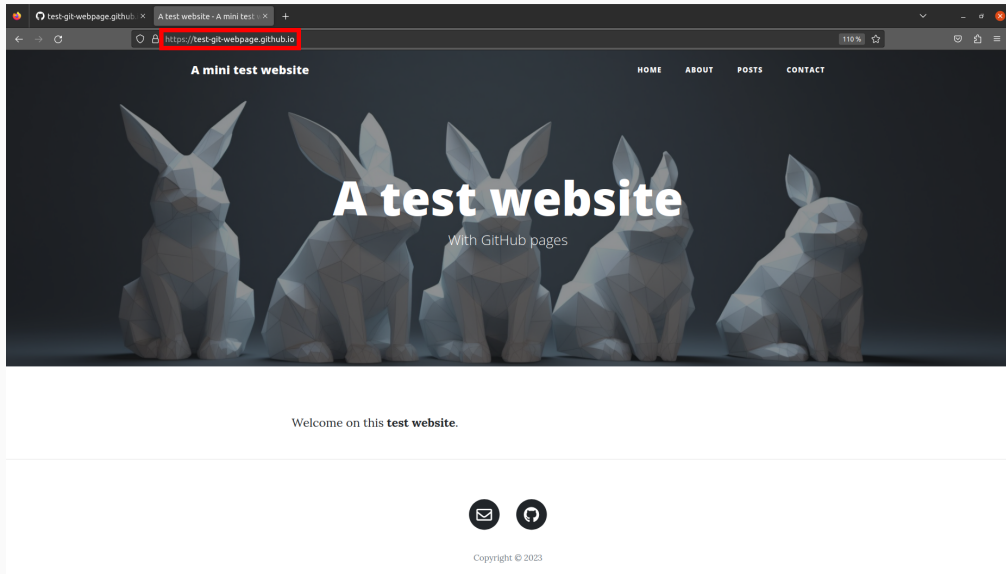 test-git-webpage.github.
A test website - A mini test
https://test-git-webpage.github.io
110 %
A mini test website
HOME ABOUT POSTS CONTACT
A test website
With GitHub pages
Welcome on this test website.
Copyright © 2023